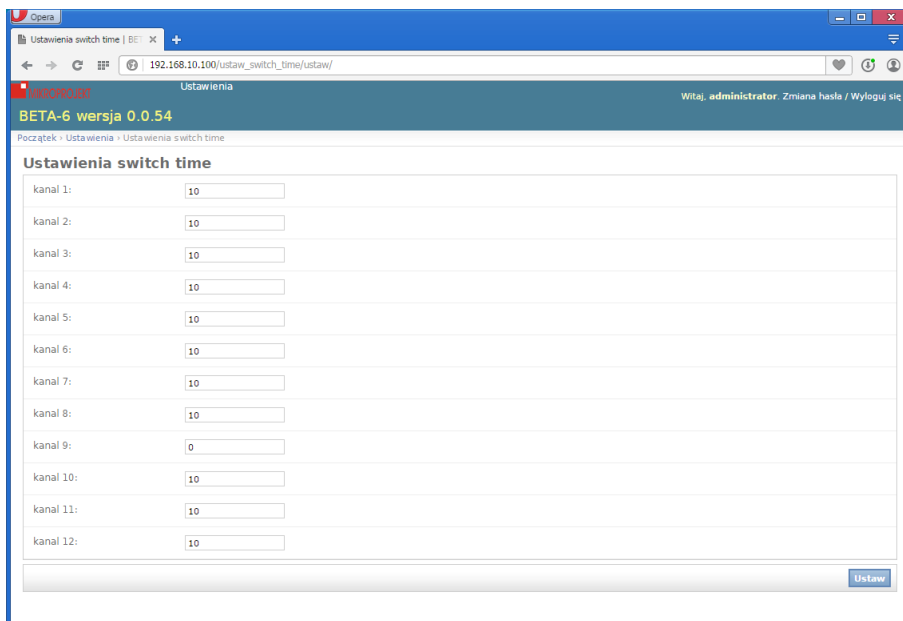 Opera
Ustawienia switch time | BET
192.168.10.100/ustaw_switch_time/ustaw/
Ustawienia
Witaj, administrator. Zmiana hasła / Wyloguj się
BETA-6 wersja 0.0.54
Początek › Ustawienia › Ustawienia switch time
Ustawienia switch time
kanal 1: 10
kanal 2: 10
kanal 3: 10
kanal 4: 10
kanal 5: 10
kanal 6: 10
kanal 7: 10
kanal 8: 10
kanal 9: 0
kanal 10: 10
kanal 11: 10
kanal 12: 10
Ustaw